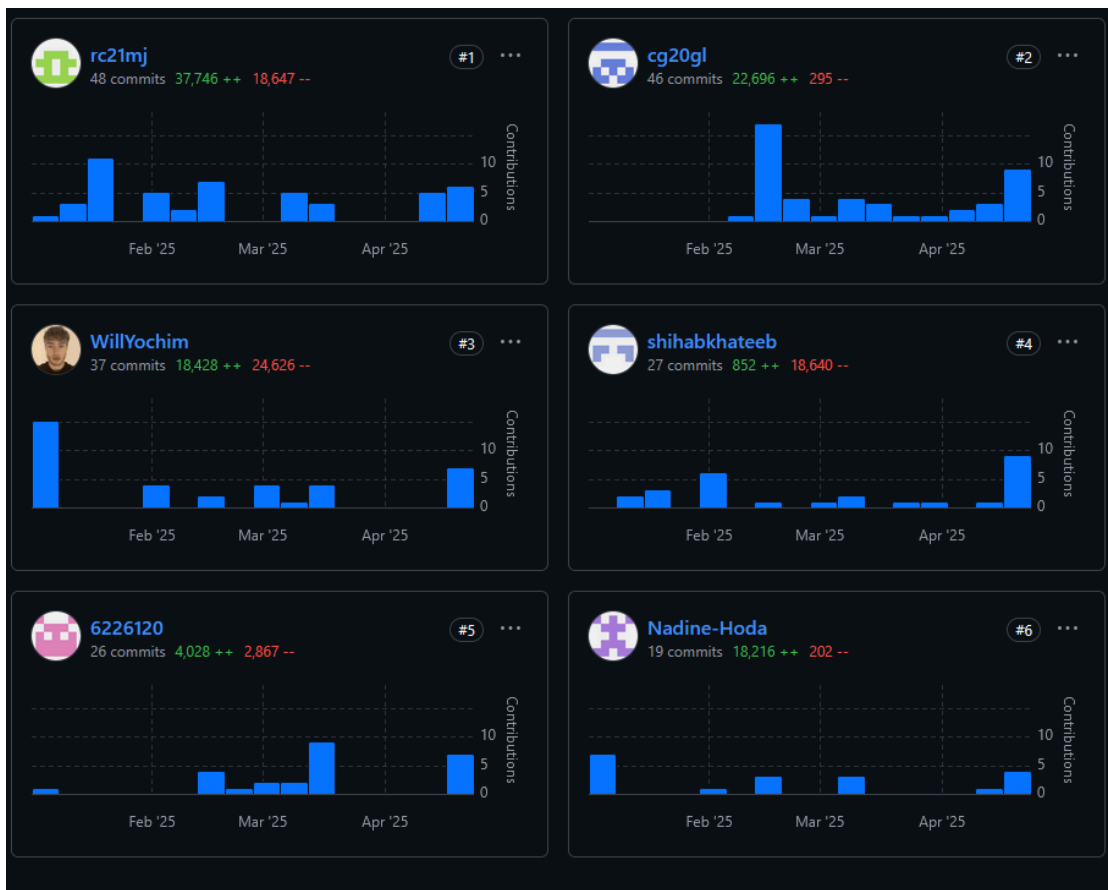 rc21mj #1 ···
48 commits 37,746 ++ 18,647 --
Contributions
10
5
0
Feb '25 Mar '25 Apr '25
cg20gl #2 ···
46 commits 22,696 ++ 295 --
Contributions
10
5
0
Feb '25 Mar '25 Apr '25
WillYochim #3 ···
37 commits 18,428 ++ 24,626 --
Contributions
10
5
0
Feb '25 Mar '25 Apr '25
shihabkhateeb #4 ···
27 commits 852 ++ 18,640 --
Contributions
10
5
0
Feb '25 Mar '25 Apr '25
6226120 #5 ···
26 commits 4,028 ++ 2,867 --
Contributions
10
5
0
Feb '25 Mar '25 Apr '25
Nadine-Hoda #6 ···
19 commits 18,216 ++ 202 --
Contributions
10
5
0
Feb '25 Mar '25 Apr '25